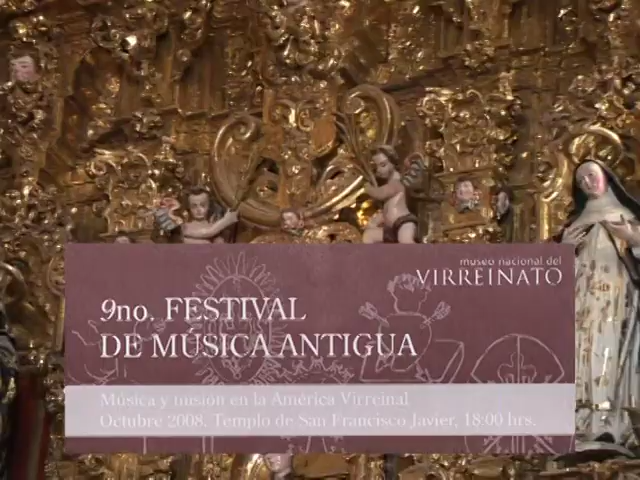 museo nacional del
VIRREINATO
9no. FESTIVAL
DE MÚSICA ANTIGUA
Música y fusión en la América Virreinal
Octubre 2008. Templo de San Francisco Javier, 18:00 hrs.